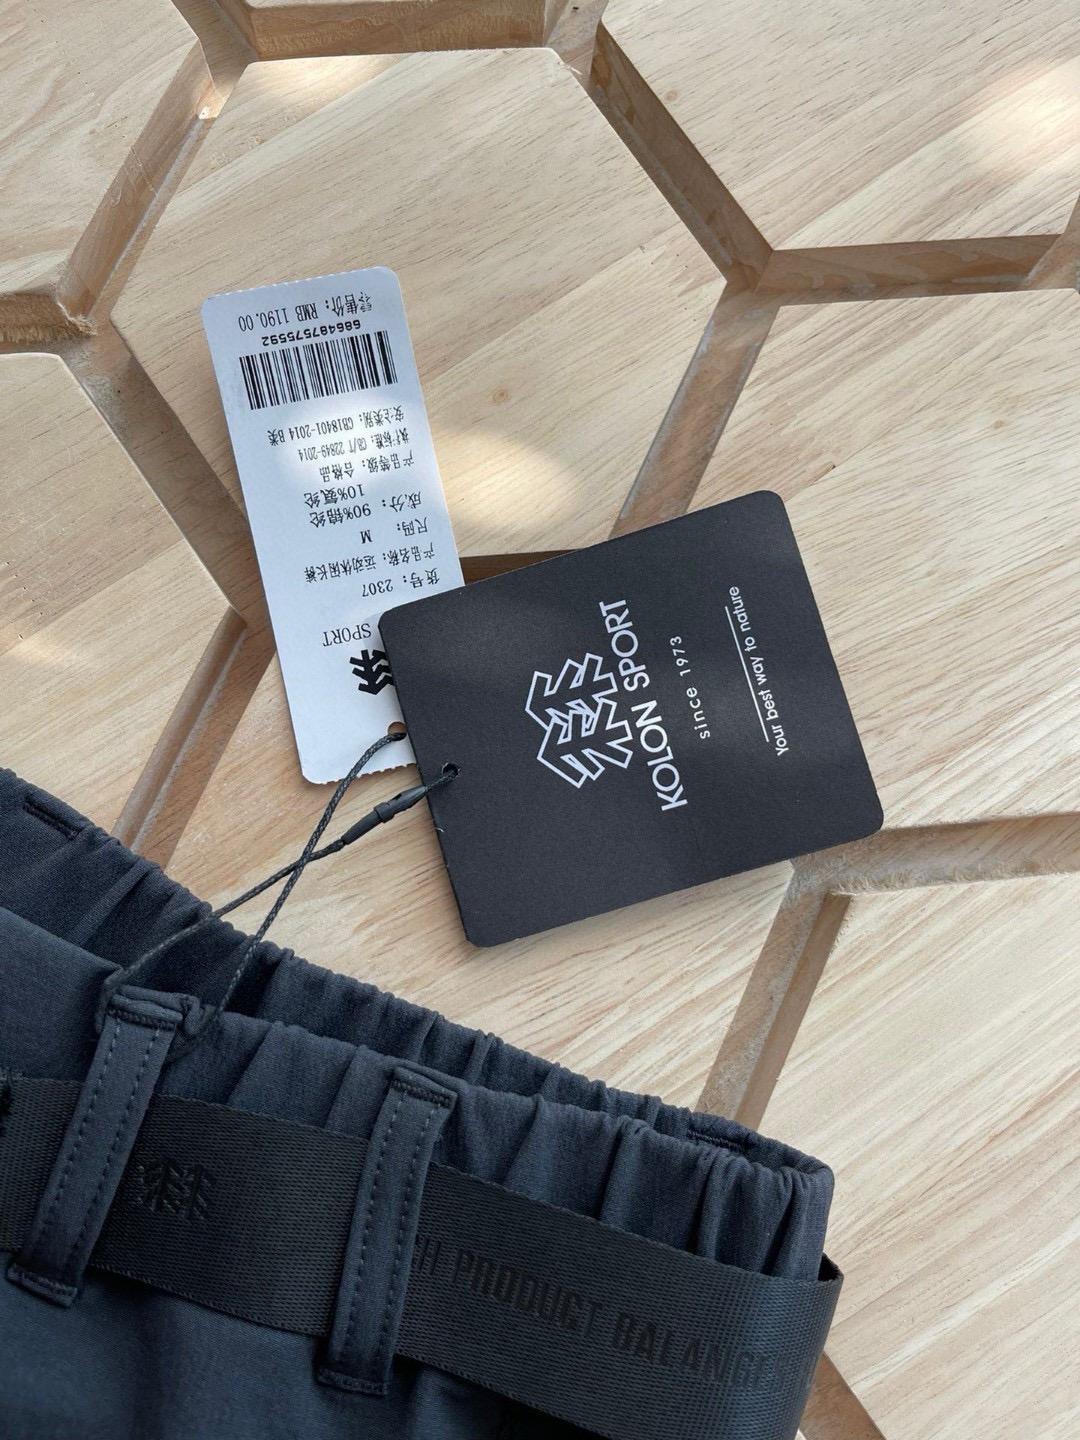 SPORT
货号: 2307
产品名称: 运动休闲长裤
尺码: M
成分: 90%锦纶
10%氨纶
产品等级: 合格品
执行标准: GB/T 22849-2014
安全类别: GB18401-2014 B类
686487575592
零售价: RMB 1190.00
KOLON SPORT
since 1973
your best way to nature
H PRODUCT BALANCE